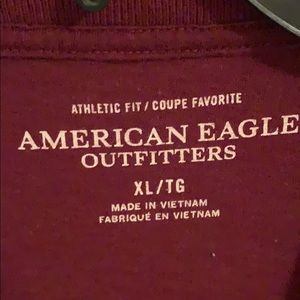 ATHLETIC FIT / COUPE FAVORITE
AMERICAN EAGLE
OUTFITTERS
XL/TG
MADE IN VIETNAM
FABRIQUÉ EN VIETNAM